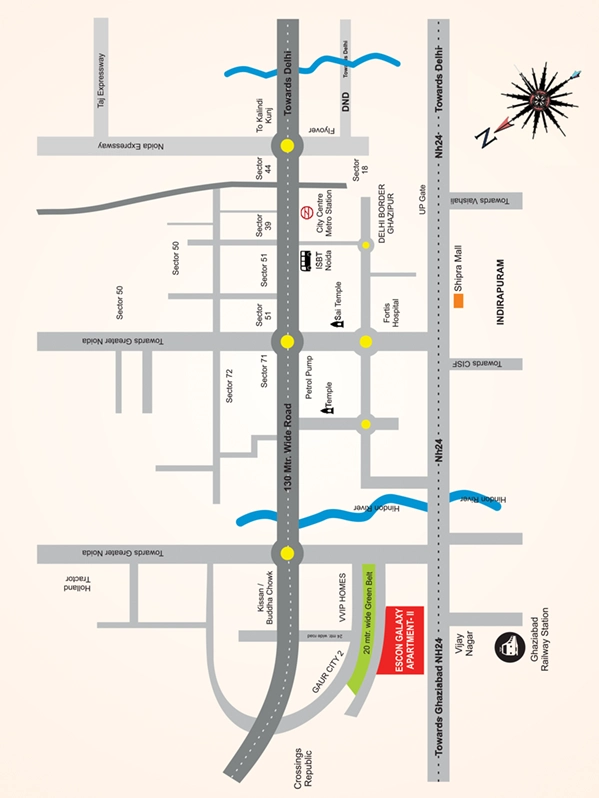 Taj Expressway
To Kalindi
Kunj
Towards Delhi
Towards Delhi
DND
Flyover
Towards Delhi
Nh24
N
Noida Expressway
Sector
44
Sector
18
City Centre
Metro Station
DELHI BORDER
GHAZIPUR
UP Gate
Towards Vaishali
Sector 50
Sector
39
Sector 51
ISBT
Noida
Shipra Mall
INDIRAPURAM
Sector 50
Sector
51
Sai Temple
Fortis
Hospital
Towards Greater Noida
Towards CISF
Sector 72
Sector 71
Petrol Pump
Temple
130 Mtr. Wide Road
Nh24
Hindon River
Hindon River
Towards Greater Noida
Holland
Tractor
Kissan /
Buddha Chowk
VVIP HOMES
20 mtr. wide Green Belt
24 mtr. wide road
ESCON GALAXY
APARTMENT- II
GAUR CITY 2
Towards Ghaziabad NH24
Vijay
Nagar
Ghaziabad
Railway Station
Crossings
Republic